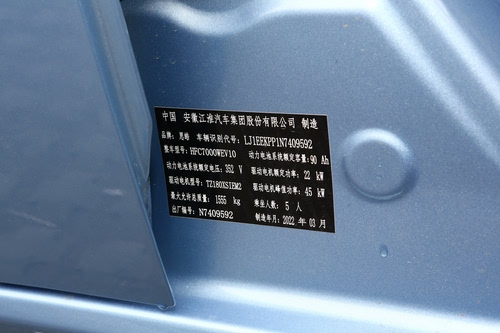 中国 安徽江淮汽车集团股份有限公司 制造
品牌：思皓 车辆识别代号：LJ1EEKPP1N7409592
整车型号：HFC7000WEV10 动力电池系统额定容量：90 Ah
动力电池系统额定电压：352 V 驱动电机额定功率：22 kW
驱动电机型号：TZ180XSIEM2 驱动电机峰值功率：45 kW
最大允许总质量：1555 kg 乘坐人数：5 人
出厂编号：N7409592 制造年月：2022 年 03 月